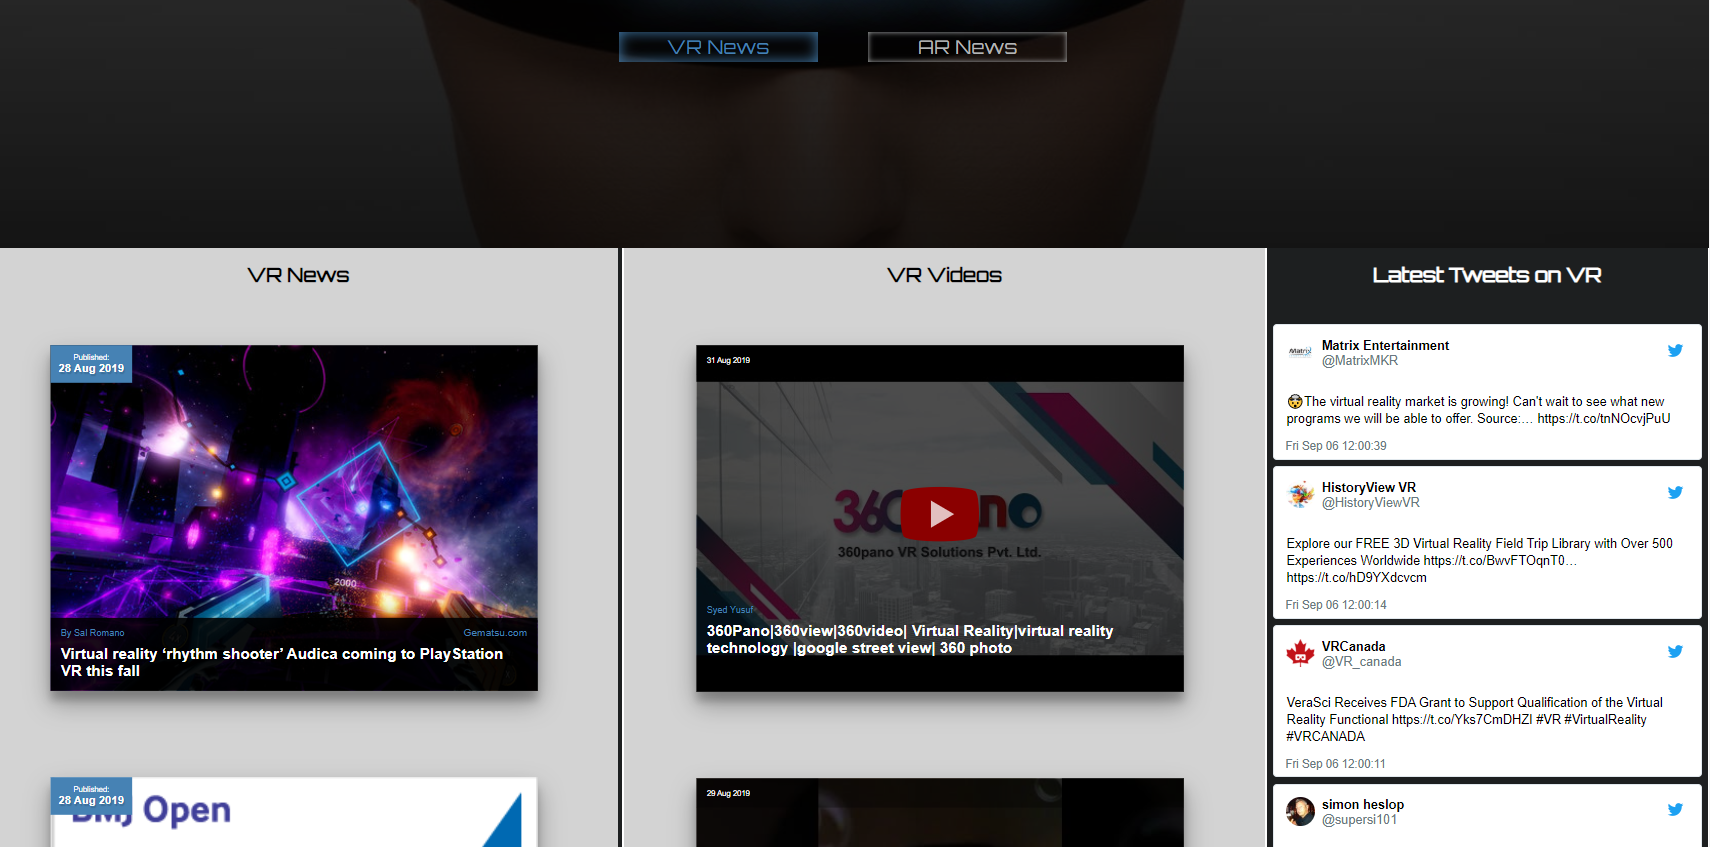 VR News
AR News
VR News
Published:
28 Aug 2019
2000
By Sal Romano
Gematsu.com
Virtual reality ‘rhythm shooter’ Audica coming to PlayStation
VR this fall
Published:
28 Aug 2019
BMJ Open
VR Videos
31 Aug 2019
360Pano
360pano VR Solutions Pvt. Ltd.
Syed Yusuf
360Pano|360view|360video| Virtual Reality|virtual reality
technology |google street view| 360 photo
29 Aug 2019
Latest Tweets on VR
Matrix
Matrix Entertainment
@MatrixMKR
😲The virtual reality market is growing! Can't wait to see what new
programs we will be able to offer. Source:… https://t.co/tnNOcvjPuU
Fri Sep 06 12:00:39
HistoryView VR
@HistoryViewVR
Explore our FREE 3D Virtual Reality Field Trip Library with Over 500
Experiences Worldwide https://t.co/BwvFTOqnT0…
https://t.co/hD9YXdcvcm
Fri Sep 06 12:00:14
VRCanada
@VR_canada
VeraSci Receives FDA Grant to Support Qualification of the Virtual
Reality Functional https://t.co/Yks7CmDHZI #VR #VirtualReality
#VRCANADA
Fri Sep 06 12:00:11
simon heslop
@supersi101